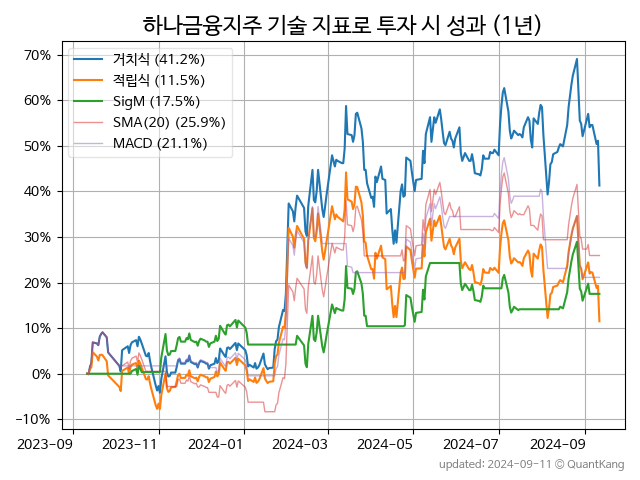 하나금융지주 기술 지표로 투자 시 성과 (1년)
70%
60%
50%
40%
30%
20%
10%
0%
−10%
거치식 (41.2%)
적립식 (11.5%)
SigM (17.5%)
SMA(20) (25.9%)
MACD (21.1%)
2023-09
2023-11
2024-01
2024-03
2024-05
2024-07
2024-09
updated: 2024-09-11 © QuantKang